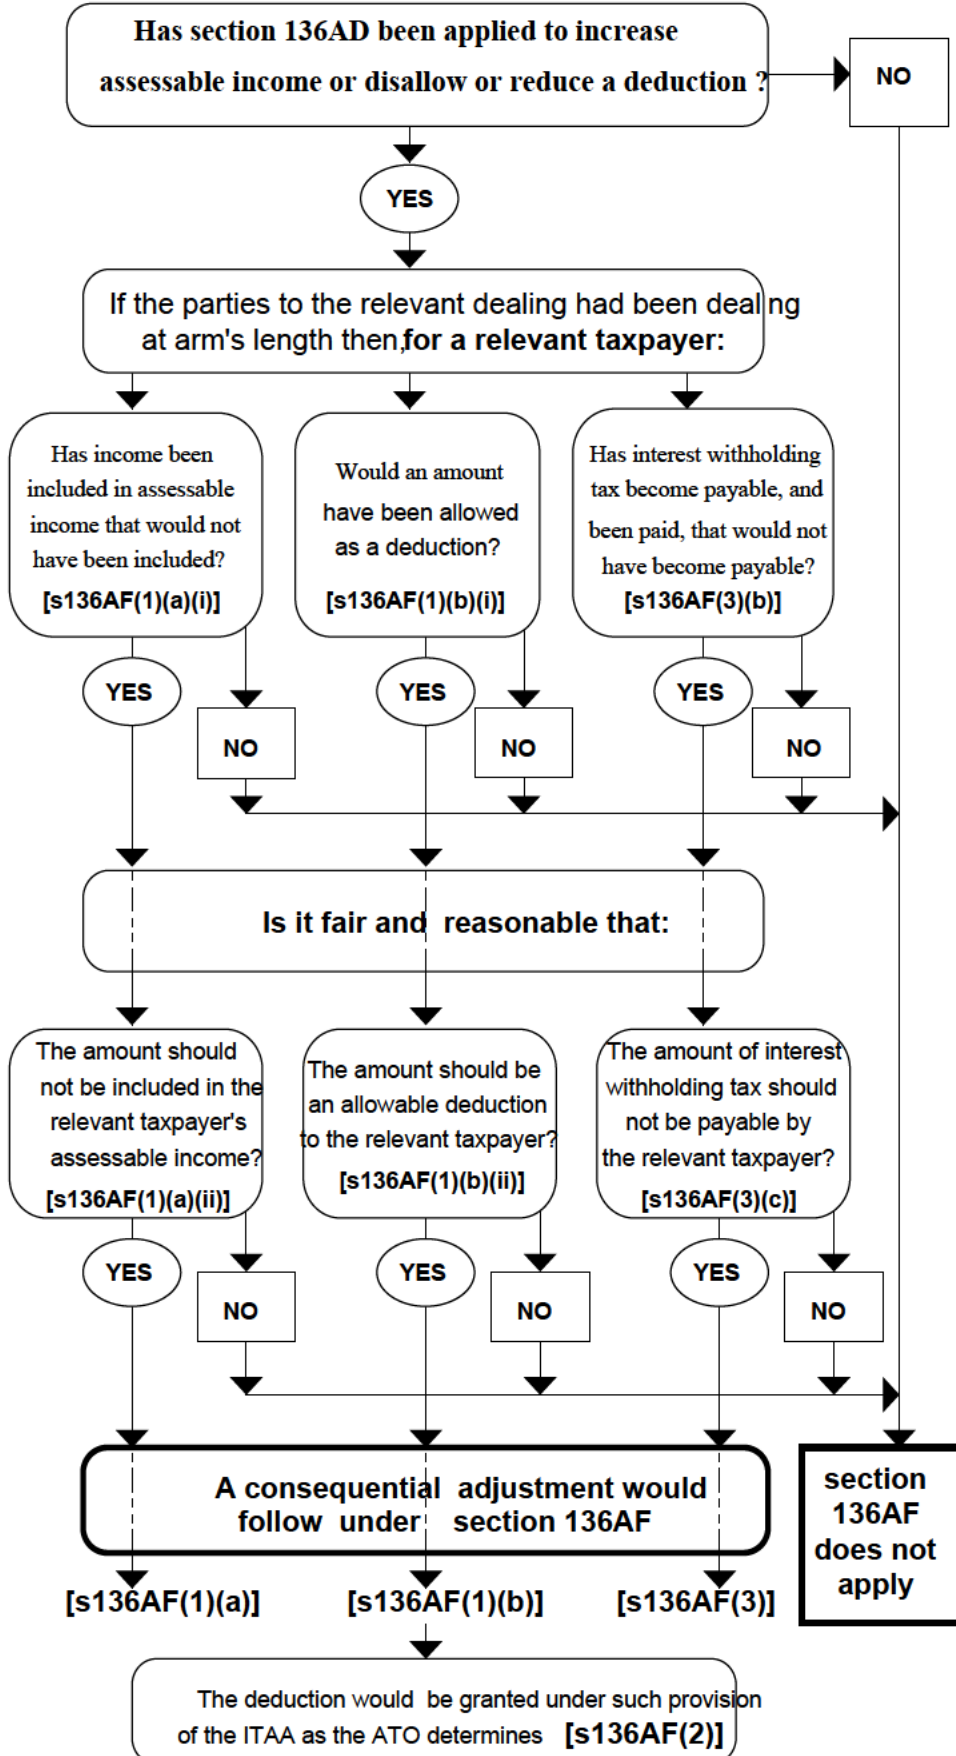 Has section 136AD been applied to increase
assessable income or disallow or reduce a deduction ?
NO
YES
If the parties to the relevant dealing had been dealing
at arm's length then, for a relevant taxpayer:
Has income been
included in assessable
income that would not
have been included?
[s136AF(1)(a)(i)]
Would an amount
have been allowed
as a deduction?
[s136AF(1)(b)(i)]
Has interest withholding
tax become payable, and
been paid, that would not
have become payable?
[s136AF(3)(b)]
YES
NO
YES
NO
YES
NO
Is it fair and reasonable that:
The amount should
not be included in the
relevant taxpayer's
assessable income?
[s136AF(1)(a)(ii)]
The amount should be
an allowable deduction
to the relevant taxpayer?
[s136AF(1)(b)(ii)]
The amount of interest
withholding tax should
not be payable by
the relevant taxpayer?
[s136AF(3)(c)]
YES
NO
YES
NO
YES
NO
A consequential adjustment would
follow under section 136AF
section
136AF
does not
apply
[s136AF(1)(a)]
[s136AF(1)(b)]
[s136AF(3)]
The deduction would be granted under such provision
of the ITAA as the ATO determines [s136AF(2)]